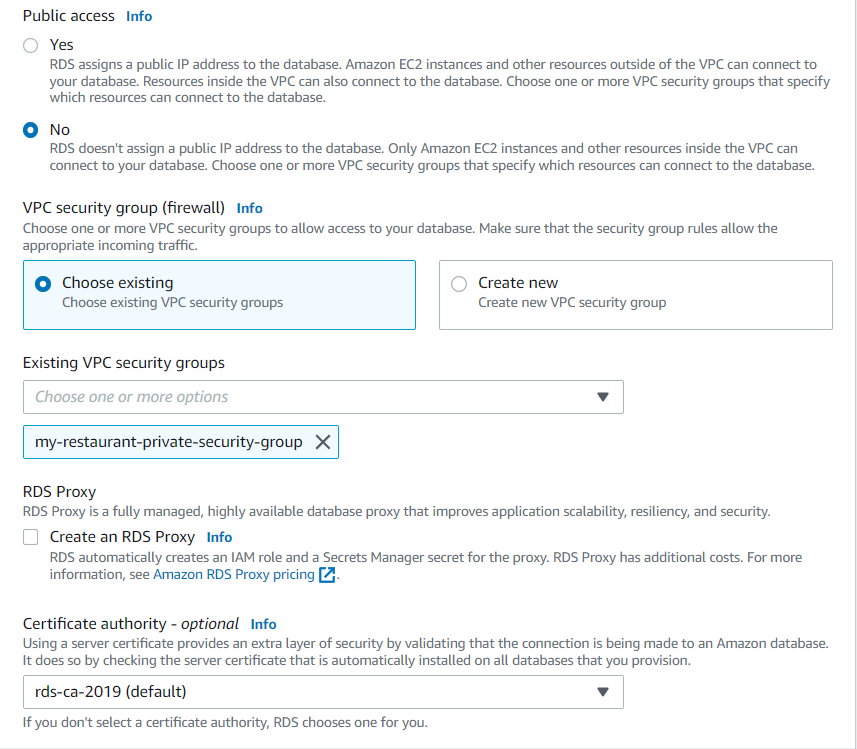 Public access Info
Yes
RDS assigns a public IP address to the database. Amazon EC2 instances and other resources outside of the VPC can connect to
your database. Resources inside the VPC can also connect to the database. Choose one or more VPC security groups that specify
which resources can connect to the database.
No
RDS doesn't assign a public IP address to the database. Only Amazon EC2 instances and other resources inside the VPC can
connect to your database. Choose one or more VPC security groups that specify which resources can connect to the database.
VPC security group (firewall) Info
Choose one or more VPC security groups to allow access to your database. Make sure that the security group rules allow the
appropriate incoming traffic.
Choose existing
Choose existing VPC security groups
Create new
Create new VPC security group
Existing VPC security groups
Choose one or more options
my-restaurant-private-security-group
RDS Proxy
RDS Proxy is a fully managed, highly available database proxy that improves application scalability, resiliency, and security.
Create an RDS Proxy Info
RDS automatically creates an IAM role and a Secrets Manager secret for the proxy. RDS Proxy has additional costs. For more
information, see Amazon RDS Proxy pricing.
Certificate authority - optional Info
Using a server certificate provides an extra layer of security by validating that the connection is being made to an Amazon database.
It does so by checking the server certificate that is automatically installed on all databases that you provision.
rds-ca-2019 (default)
If you don't select a certificate authority, RDS chooses one for you.